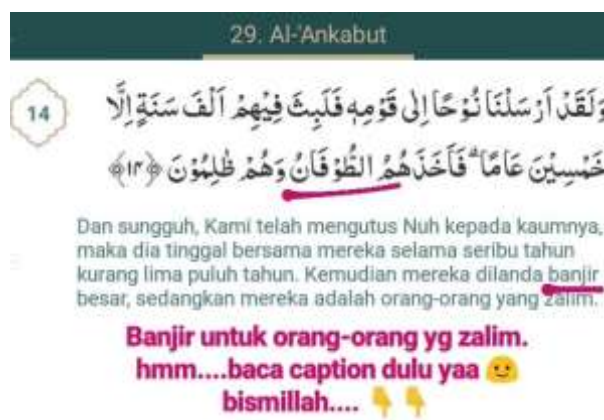 29. Al-'Ankabut
14
وَلَقَدْ اَرْسَلْنَا نُوْحًا اِلٰى قَوْمِهٖ فَلَبِثَ فِيْهِمْ اَلْفَ سَنَةٍ اِلَّا
خَمْسِيْنَ عَامًا ۗ فَاَخَذَهُمُ الطُّوْفَانُ وَهُمْ ظٰلِمُوْنَ ﴿١٤﴾
Dan sungguh, Kami telah mengutus Nuh kepada kaumnya,
maka dia tinggal bersama mereka selama seribu tahun
kurang lima puluh tahun. Kemudian mereka dilanda banjir
besar, sedangkan mereka adalah orang-orang yang zalim.
Banjir untuk orang-orang yg zalim.
hmm....baca caption dulu yaa 🙂
bismillah.... 👇👇